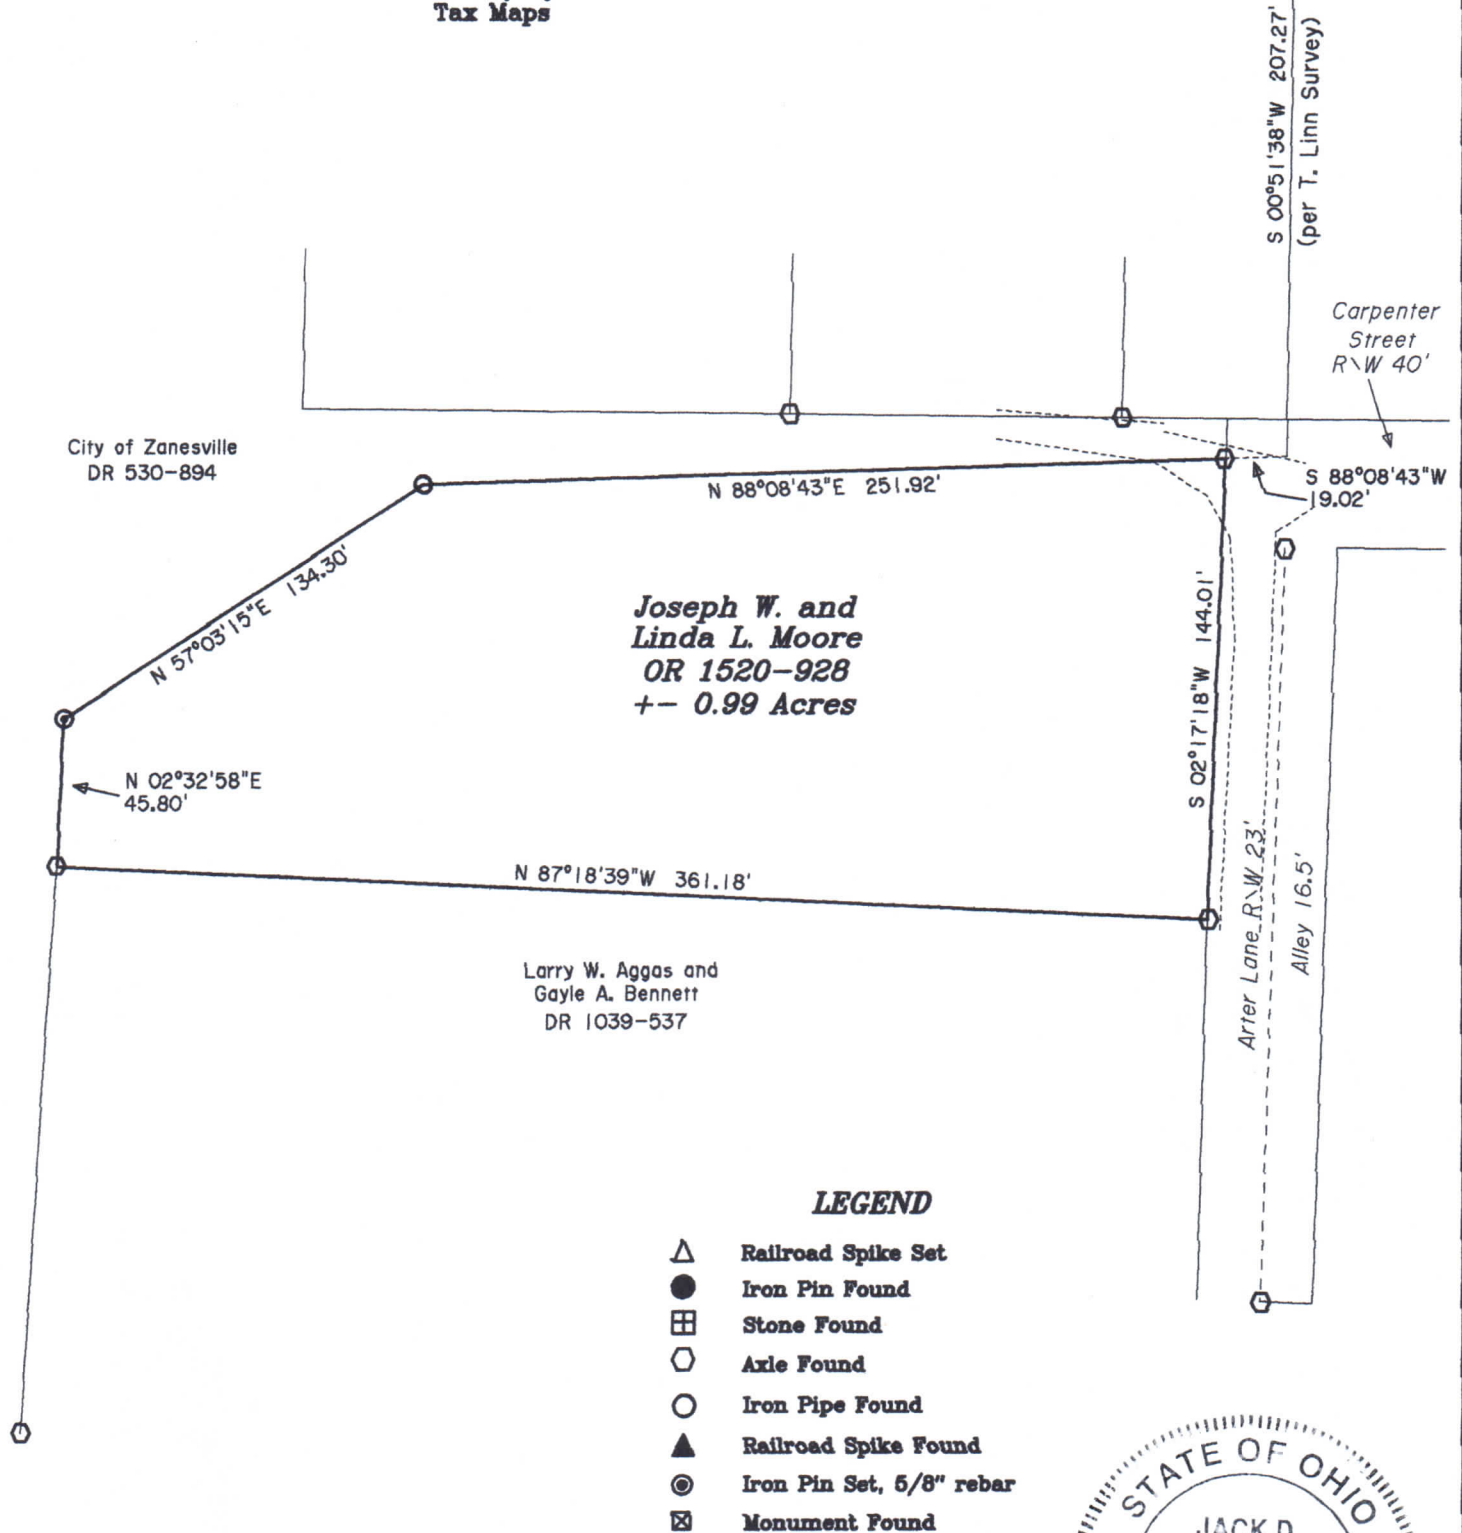 Tax Maps
S 00°51'38"W 207.27'
(per T. Linn Survey)
Carpenter
Street
R\W 40'
City of Zanesville
DR 530-894
N 88°08'43"E 251.92'
S 88°08'43"W
19.02'
N 57°03'15"E 134.30'
Joseph W. and
Linda L. Moore
OR 1520-928
+- 0.99 Acres
S 02°17'18"W 144.01'
N 02°32'58"E
45.80'
N 87°18'39"W 361.18'
Arter Lane R\W 23'
Alley 16.5'
Larry W. Aggas and
Gayle A. Bennett
DR 1039-537
LEGEND
Railroad Spike Set
Iron Pin Found
Stone Found
Axle Found
Iron Pipe Found
Railroad Spike Found
Iron Pin Set, 5/8" rebar
Monument Found
STATE OF OHIO
JACK D.